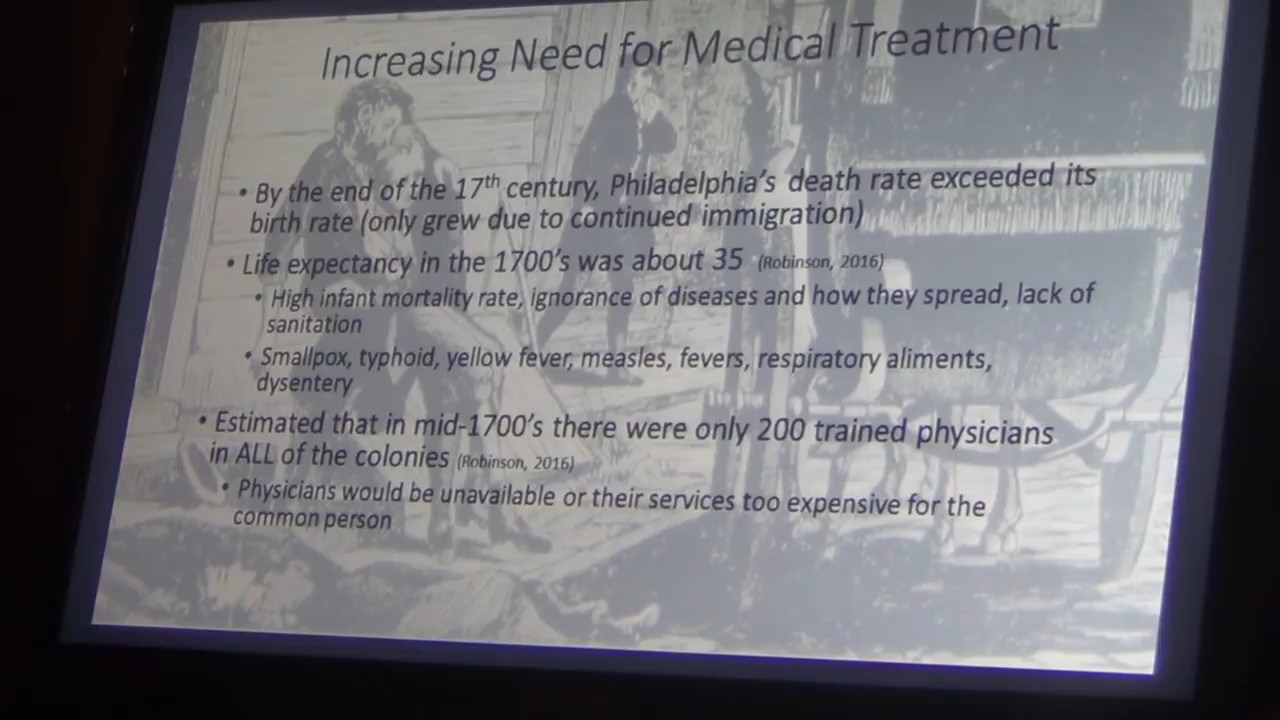 Increasing Need for Medical Treatment
• By the end of the 17th century, Philadelphia's death rate exceeded its
birth rate (only grew due to continued immigration)
• Life expectancy in the 1700's was about 35 (Robinson, 2016)
• High infant mortality rate, ignorance of diseases and how they spread, lack of
sanitation
• Smallpox, typhoid, yellow fever, measles, fevers, respiratory aliments,
dysentery
• Estimated that in mid-1700's there were only 200 trained physicians
in ALL of the colonies (Robinson, 2016)
• Physicians would be unavailable or their services too expensive for the
common person